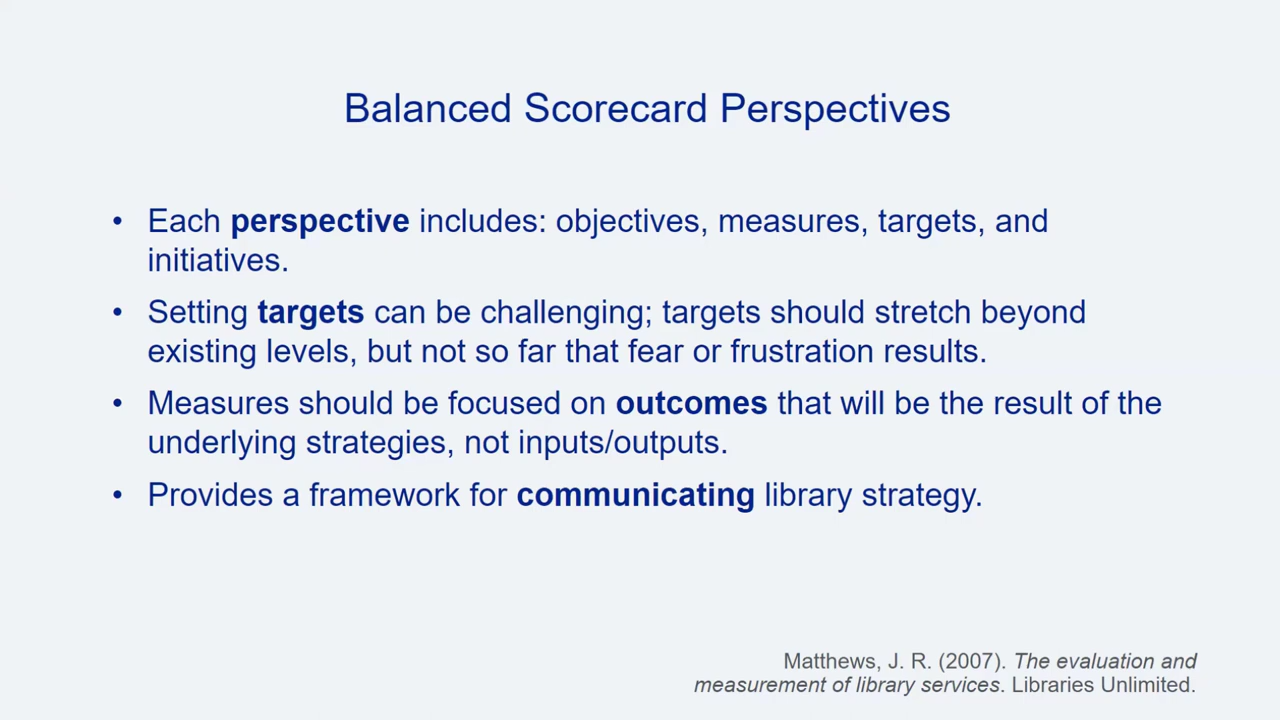 Balanced Scorecard Perspectives
• Each perspective includes: objectives, measures, targets, and
initiatives.
• Setting targets can be challenging; targets should stretch beyond
existing levels, but not so far that fear or frustration results.
• Measures should be focused on outcomes that will be the result of the
underlying strategies, not inputs/outputs.
• Provides a framework for communicating library strategy.
Matthews, J. R. (2007). The evaluation and
measurement of library services. Libraries Unlimited.